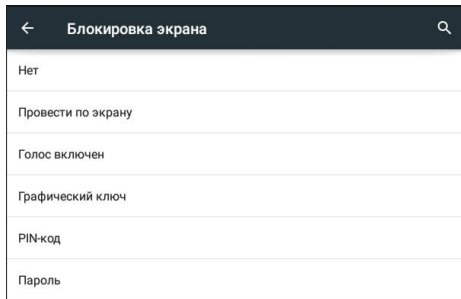 Блокировка экрана
Нет
Провести по экрану
Голос включен
Графический ключ
PIN-код
Пароль